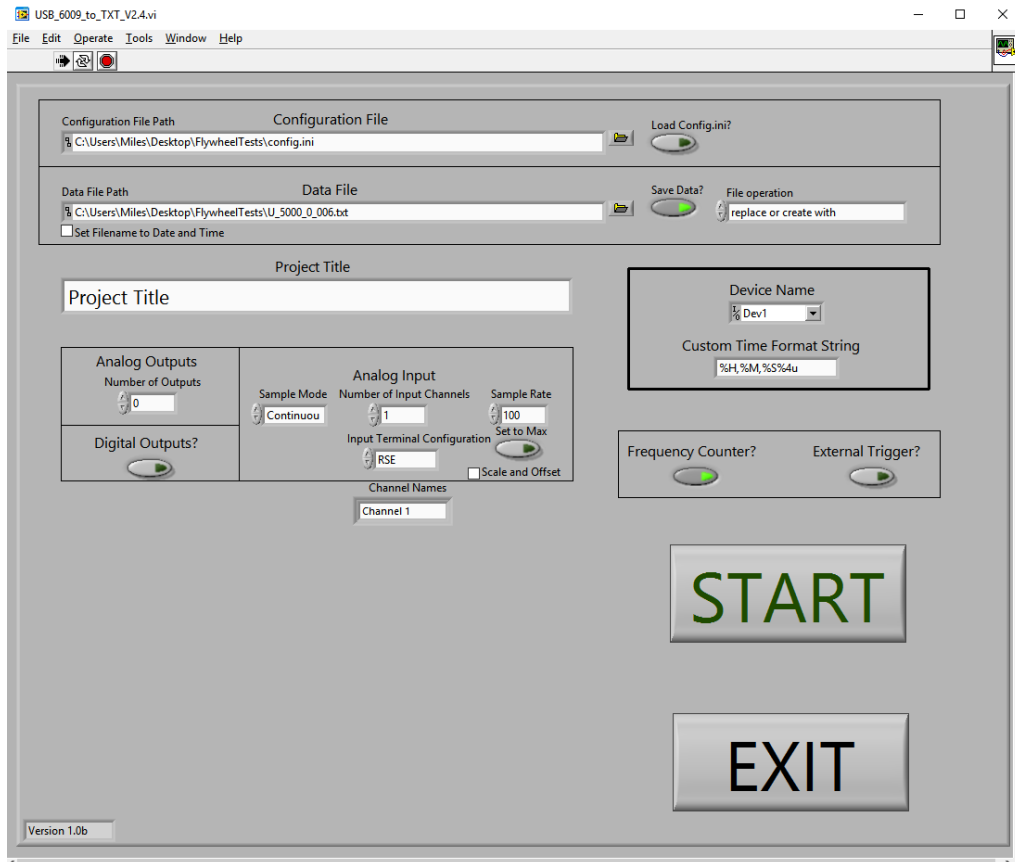 USB_6009_to_TXT_V2.4.vi
File Edit Operate Tools Window Help
Configuration File
Configuration File Path
Load Config.ini?
C:\Users\Miles\Desktop\FlywheelTests\config.ini
Data File
Data File Path
Save Data?
File operation
C:\Users\Miles\Desktop\FlywheelTests\U_5000_0_006.txt
replace or create with
Set Filename to Date and Time
Project Title
Project Title
Device Name
Dev1
Custom Time Format String
%H,%M,%S%4u
Analog Outputs
Number of Outputs
0
Digital Outputs?
Analog Input
Sample Mode Number of Input Channels Sample Rate
Continuou 1 100
Set to Max
Input Terminal Configuration
RSE
Scale and Offset
Channel Names
Channel 1
Frequency Counter? External Trigger?
START
EXIT
Version 1.0b